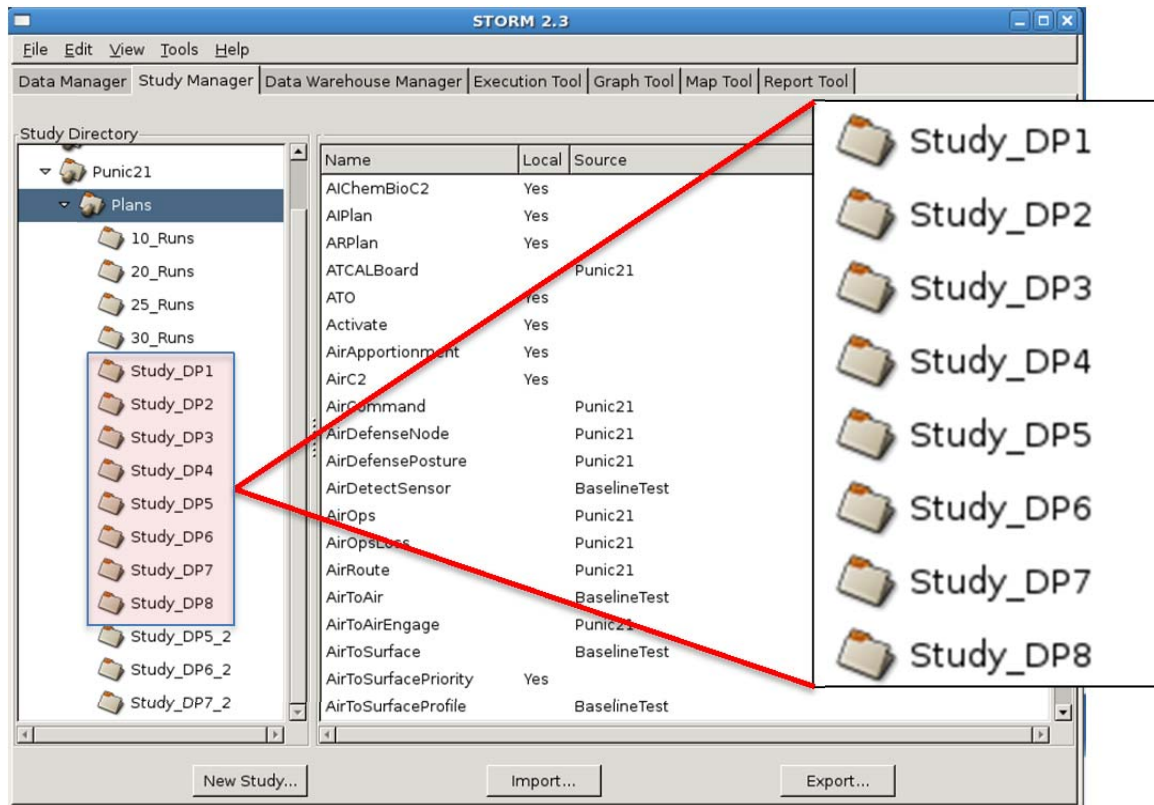 STORM 2.3
File Edit View Tools Help
Data Manager Study Manager Data Warehouse Manager Execution Tool Graph Tool Map Tool Report Tool
Study Directory
Punic21
Plans
10_Runs
20_Runs
25_Runs
30_Runs
Study_DP1
Study_DP2
Study_DP3
Study_DP4
Study_DP5
Study_DP6
Study_DP7
Study_DP8
Study_DP5_2
Study_DP6_2
Study_DP7_2
Name Local Source
AIChemBioC2 Yes
AIPlan Yes
ARPlan Yes
ATCALBoard Punic21
ATO Yes
Activate Yes
AirApportionment Yes
AirC2 Yes
AirCommand Punic21
AirDefenseNode Punic21
AirDefensePosture Punic21
AirDetectSensor BaselineTest
AirOps Punic21
AirOpsLoss Punic21
AirRoute Punic21
AirToAir BaselineTest
AirToAirEngage Punic21
AirToSurface BaselineTest
AirToSurfacePriority Yes
AirToSurfaceProfile BaselineTest
Study_DP1
Study_DP2
Study_DP3
Study_DP4
Study_DP5
Study_DP6
Study_DP7
Study_DP8
New Study... Import... Export...